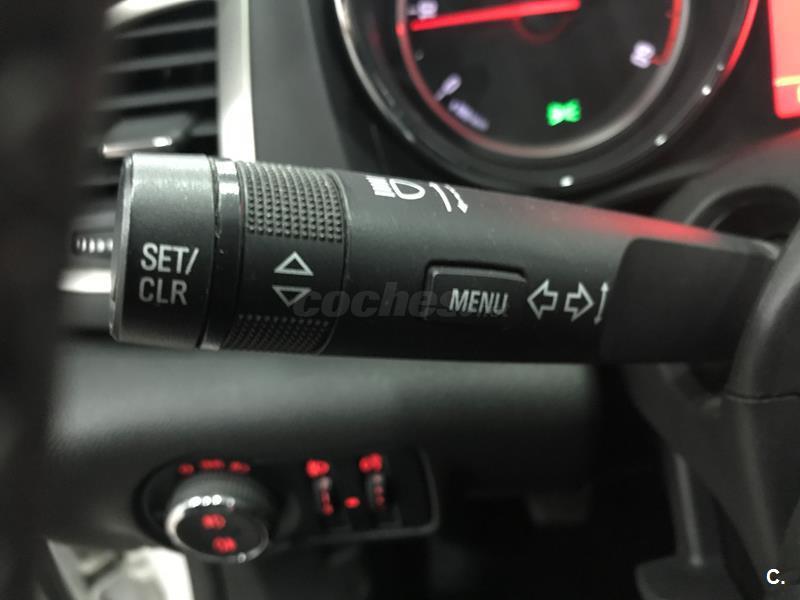 SET/
CLR
MENU
coches
C.